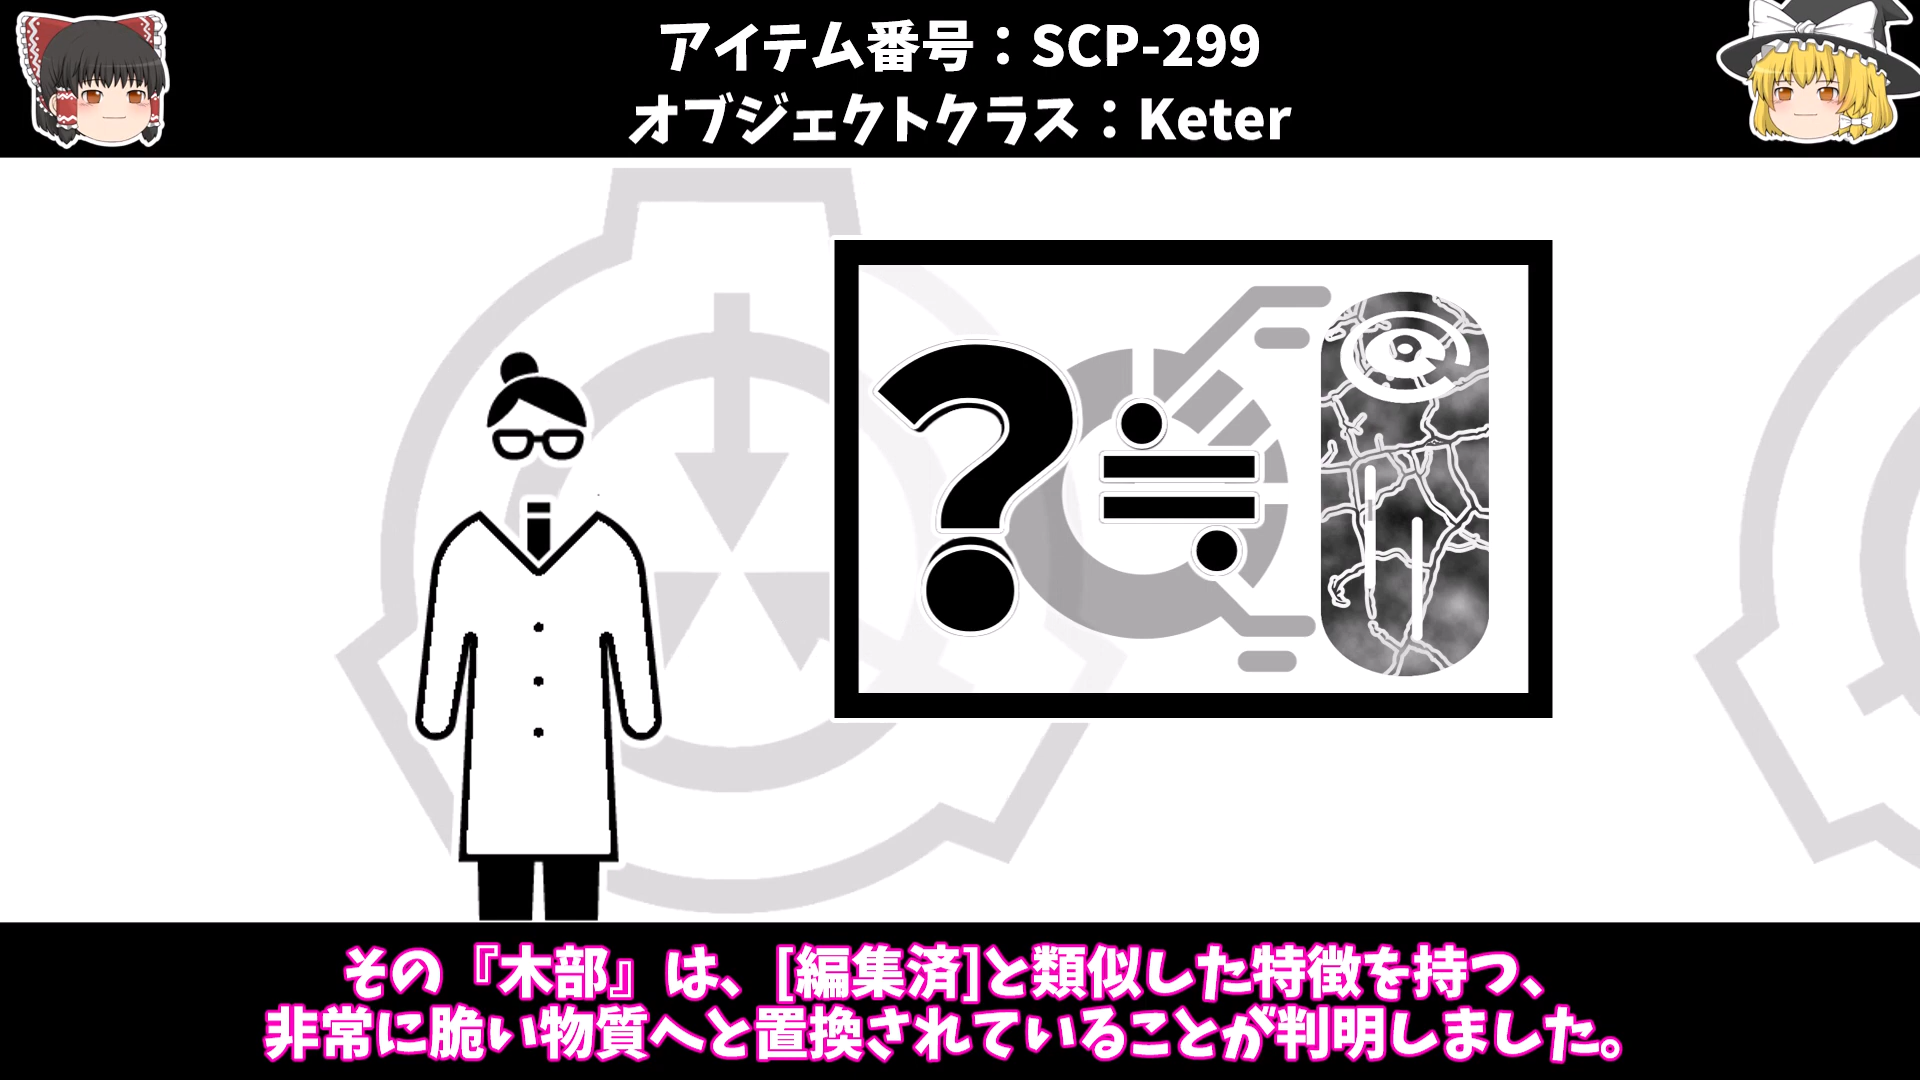 アイテム番号：SCP-299
オブジェクトクラス：Keter
?≒
その『木部』は、[編集済]と類似した特徴を持つ、
非常に脆い物質へと置換されていることが判明しました。